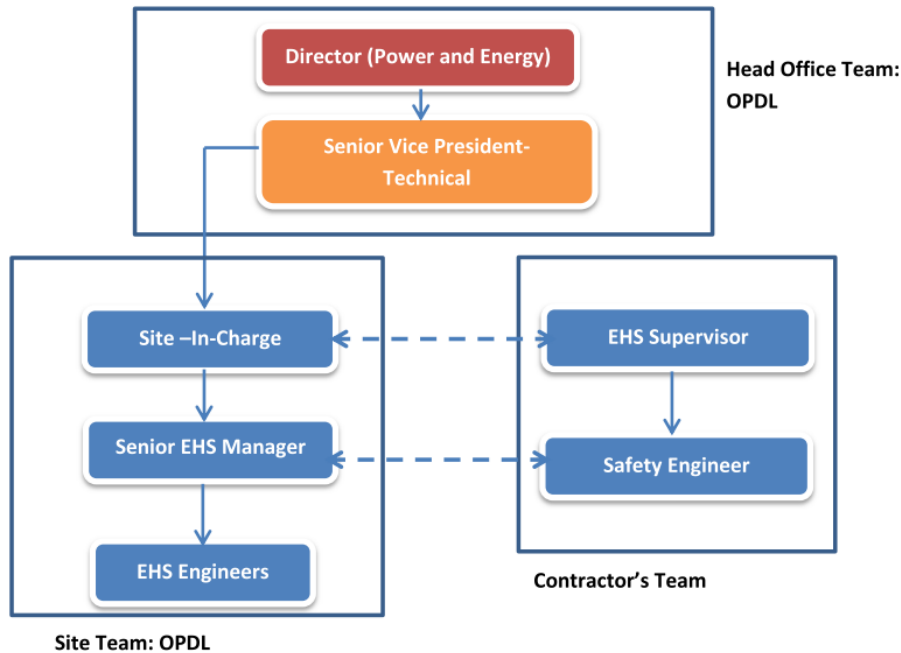 Director (Power and Energy)
Head Office Team:
OPDL
Senior Vice President-
Technical
Site –In-Charge
EHS Supervisor
Senior EHS Manager
Safety Engineer
EHS Engineers
Contractor’s Team
Site Team: OPDL